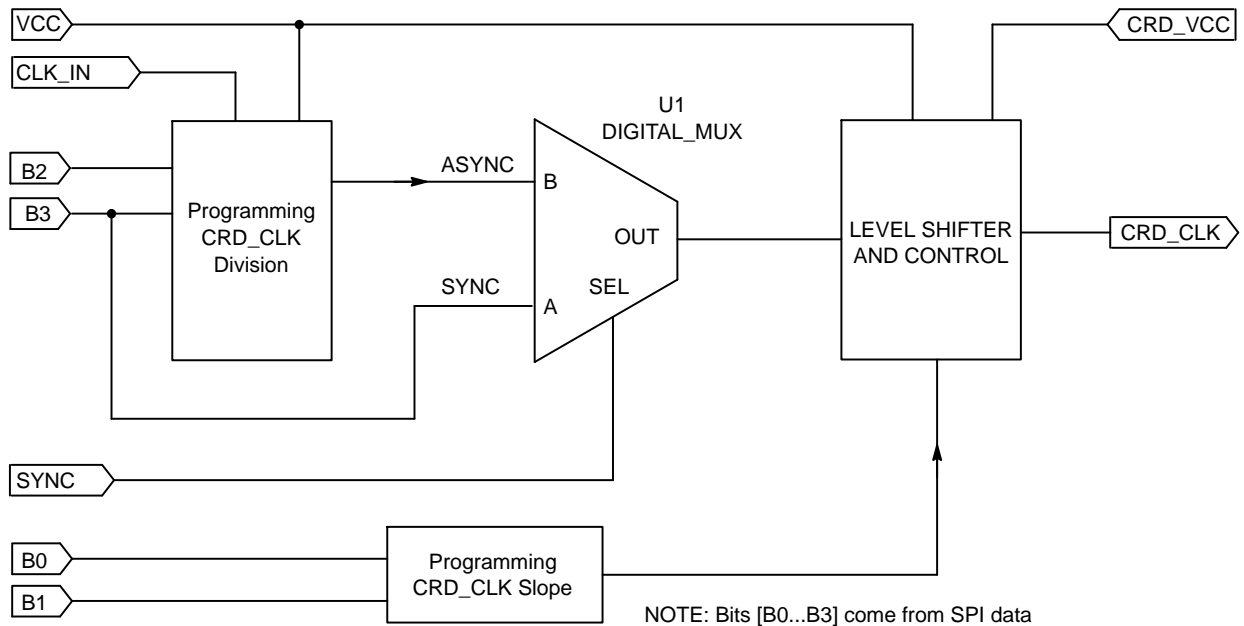 VCC
CRD_VCC
CLK_IN
U1
DIGITAL_MUX
B2
ASYNC
B
B3
Programming
CRD_CLK
Division
OUT
LEVEL SHIFTER
AND CONTROL
CRD_CLK
SYNC
SEL
A
SYNC
B0
Programming
CRD_CLK Slope
B1
NOTE: Bits [B0...B3] come from SPI data